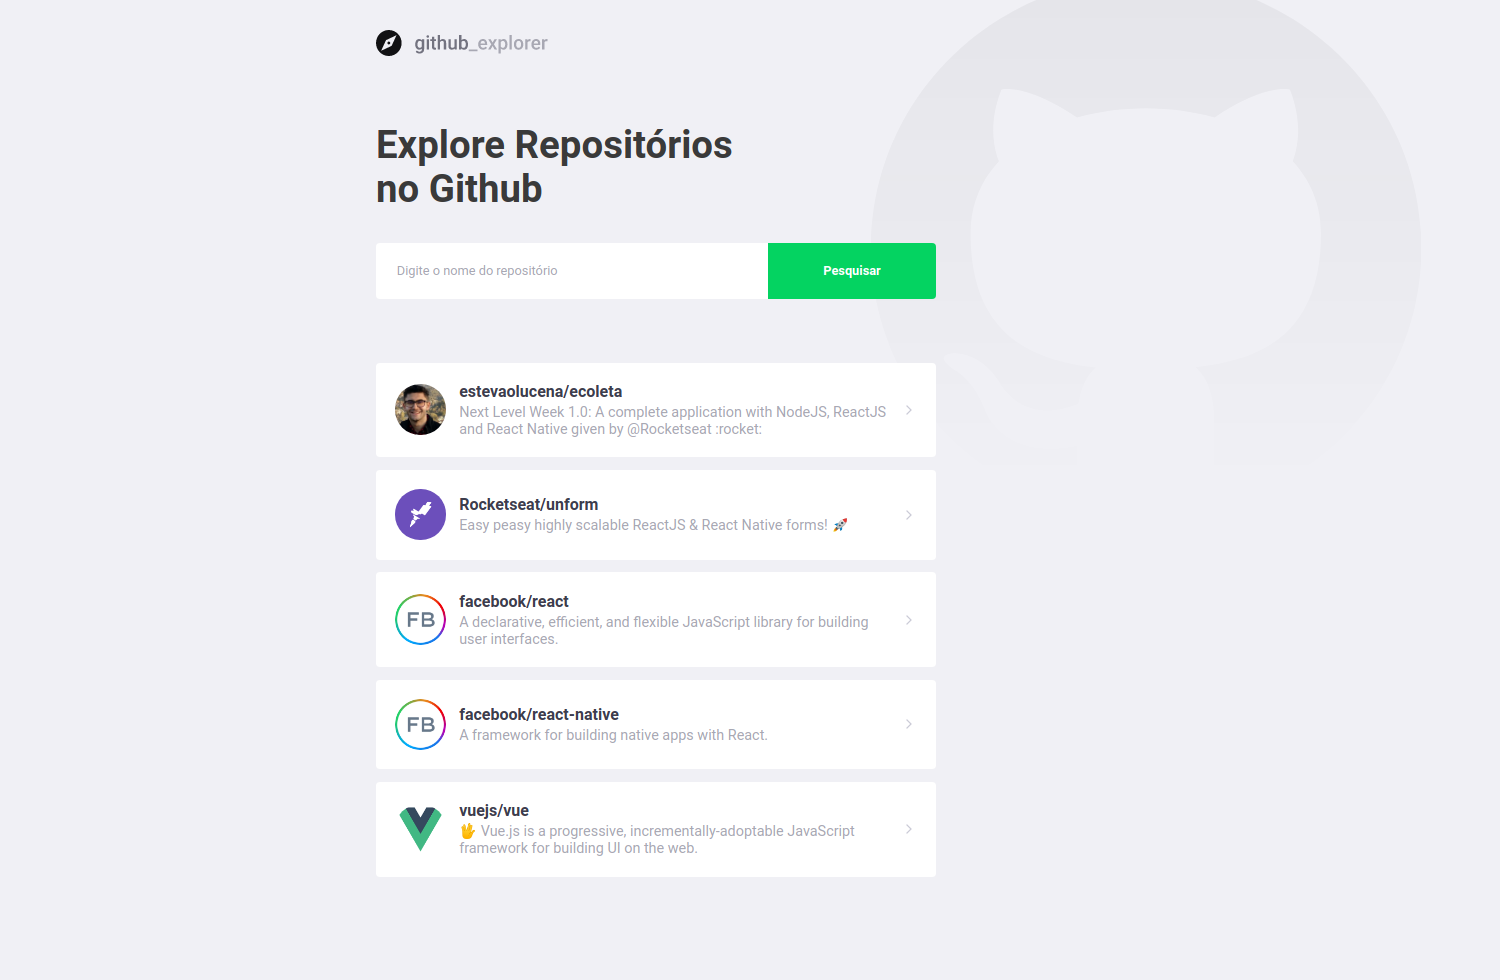 github_explorer
Explore Repositórios
no Github
Digite o nome do repositório
Pesquisar
estevaolucena/ecoleta
Next Level Week 1.0: A complete application with NodeJS, ReactJS
and React Native given by @Rocketseat :rocket:
Rocketseat/unform
Easy peasy highly scalable ReactJS & React Native forms! 🚀
FB
facebook/react
A declarative, efficient, and flexible JavaScript library for building
user interfaces.
FB
facebook/react-native
A framework for building native apps with React.
vuejs/vue
🖖 Vue.js is a progressive, incrementally-adoptable JavaScript
framework for building UI on the web.